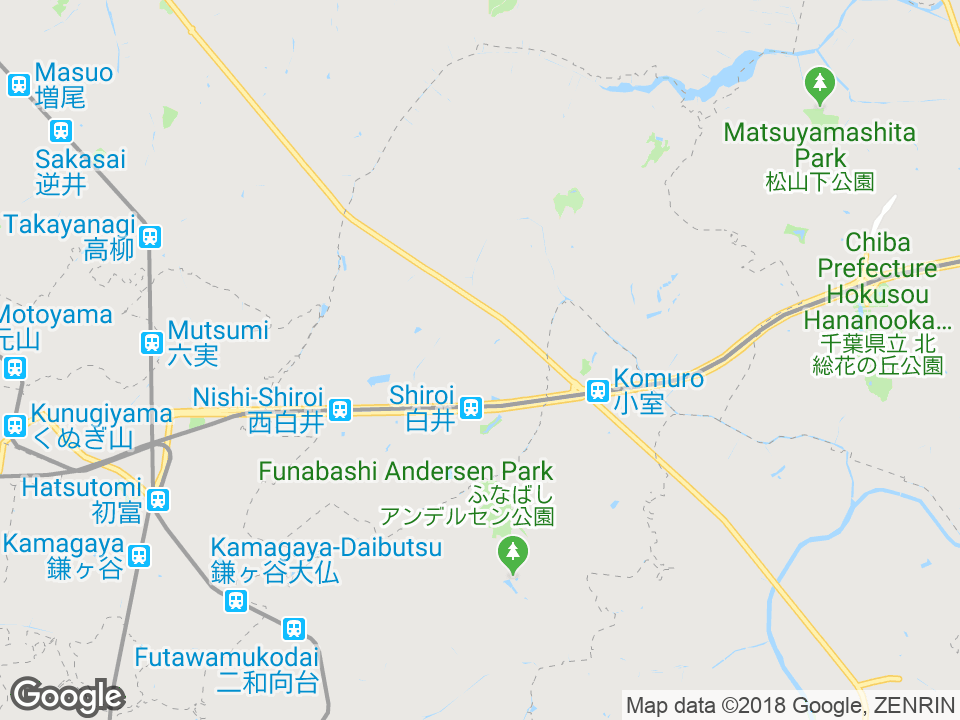 Masuo
増尾
Sakasai
逆井
Matsuyamashita
Park
松山下公園
Takayanagi
高柳
Chiba
Prefecture
Hokusou
Hananooka…
千葉県立 北
総花の丘公園
Motoyama
元山
Mutsumi
六実
Komuro
小室
Nishi-Shiroi
西白井
Shiroi
白井
Kunugiyama
くぬぎ山
Funabashi Andersen Park
ふなばし
アンデルセン公園
Hatsutomi
初富
Kamagaya
鎌ヶ谷
Kamagaya-Daibutsu
鎌ヶ谷大仏
Futawamukodai
二和向台
Google
Map data ©2018 Google, ZENRIN